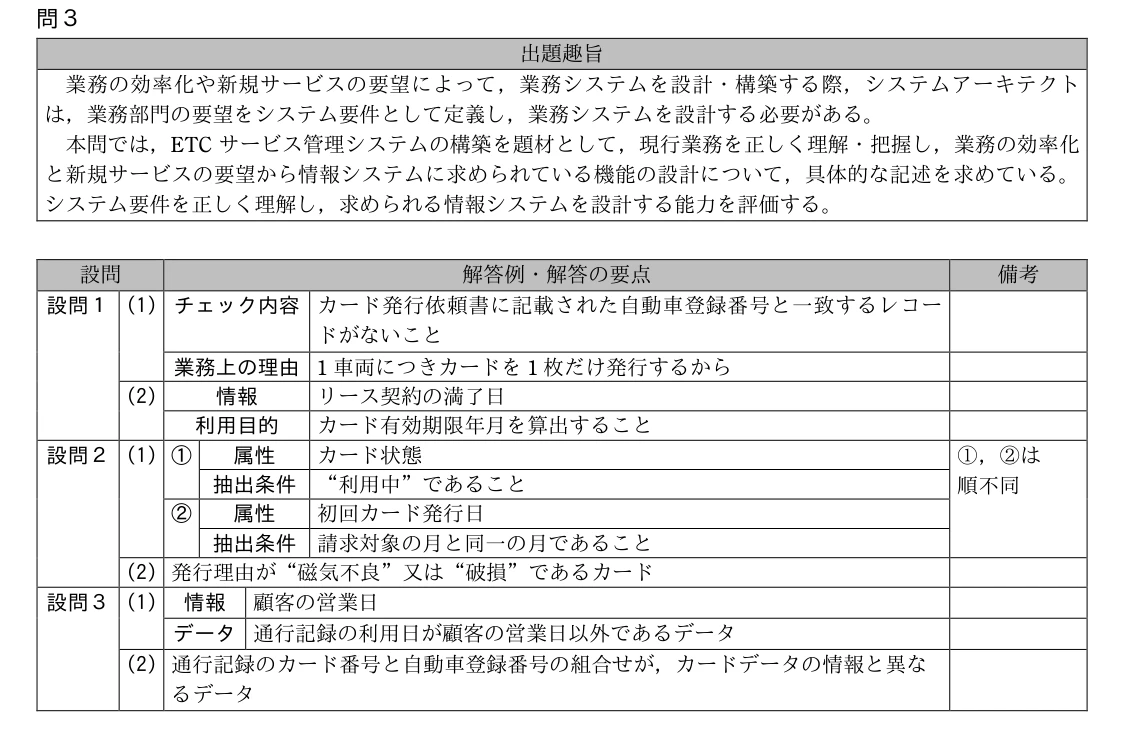 問3
出題趣旨
業務の効率化や新規サービスの要望によって，業務システムを設計・構築する際，システムアーキテクト
は，業務部門の要望をシステム要件として定義し，業務システムを設計する必要がある。
本問では，ETC サービス管理システムの構築を題材として，現行業務を正しく理解・把握し，業務の効率化
と新規サービスの要望から情報システムに求められている機能の設計について，具体的な記述を求めている。
システム要件を正しく理解し，求められる情報システムを設計する能力を評価する。
設問 解答例・解答の要点 備考
設問1 (1) チェック内容 カード発行依頼書に記載された自動車登録番号と一致するレコー
ドがないこと
業務上の理由 1 車両につきカードを 1 枚だけ発行するから
(2) 情報 リース契約の満了日
利用目的 カード有効期限年月を算出すること
設問2 (1) ① 属性 カード状態 ①，②は
抽出条件 “利用中”であること 順不同
② 属性 初回カード発行日
抽出条件 請求対象の月と同一の月であること
(2) 発行理由が“磁気不良”又は“破損”であるカード
設問3 (1) 情報 顧客の営業日
データ 通行記録の利用日が顧客の営業日以外であるデータ
(2) 通行記録のカード番号と自動車登録番号の組合せが，カードデータの情報と異な
るデータ